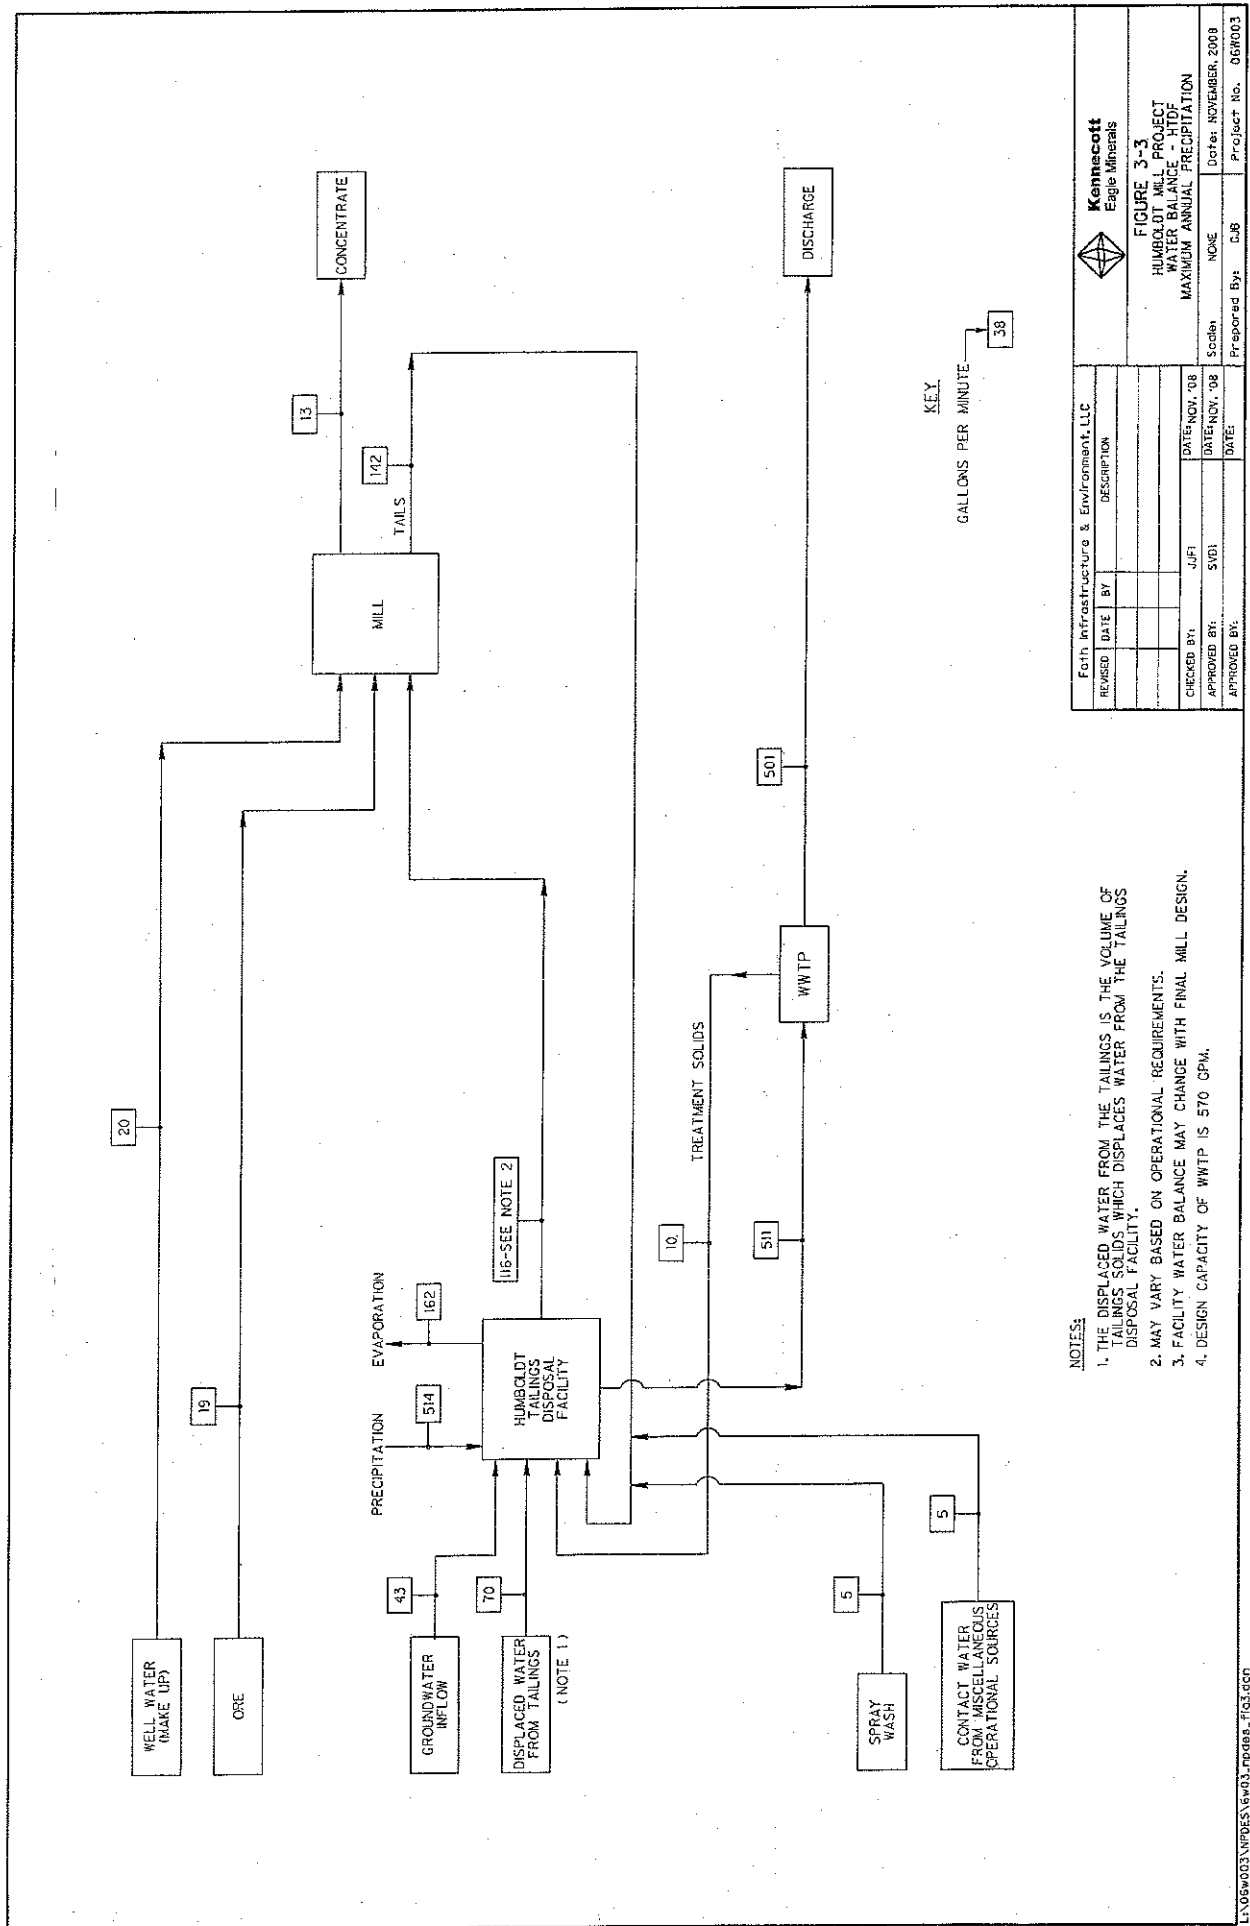 WELL WATER
(MAKE UP)
20
ORE
19
13
CONCENTRATE
MILL
TAILS
142
PRECIPITATION
514
EVAPORATION
162
116-SEE NOTE 2
GROUNDWATER
INFLOW
43
DISPLACED WATER
FROM TAILINGS
(NOTE 1)
70
HUMBOLDT
TAILINGS
DISPOSAL
FACILITY
TREATMENT SOLIDS
10
511
WWTP
501
DISCHARGE
SPRAY
WASH
5
CONTACT WATER
FROM MISCELLANEOUS
OPERATIONAL SOURCES
5
KEY
GALLONS PER MINUTE
38
NOTES:
1. THE DISPLACED WATER FROM THE TAILINGS IS THE VOLUME OF
TAILINGS SOLIDS WHICH DISPLACES WATER FROM THE TAILINGS
DISPOSAL FACILITY.
2. MAY VARY BASED ON OPERATIONAL REQUIREMENTS.
3. FACILITY WATER BALANCE MAY CHANGE WITH FINAL MILL DESIGN.
4. DESIGN CAPACITY OF WWTP IS 570 GPM.
Foth Infrastructure & Environment, LLC
REVISED DATE BY DESCRIPTION
CHECKED BY: JJF1 DATE: NOV. '08
APPROVED BY: SVD1 DATE: NOV. '08
APPROVED BY: DATE:
Kennecott
Eagle Minerals
FIGURE 3-3
HUMBOLDT MILL PROJECT
WATER BALANCE - HTDF
MAXIMUM ANNUAL PRECIPITATION
Scale: NONE Date: NOVEMBER, 2008
Prepared By: DJB Project No. 06W003
L:\06W003\NPDES\6w03_npdes_fig3.dgn